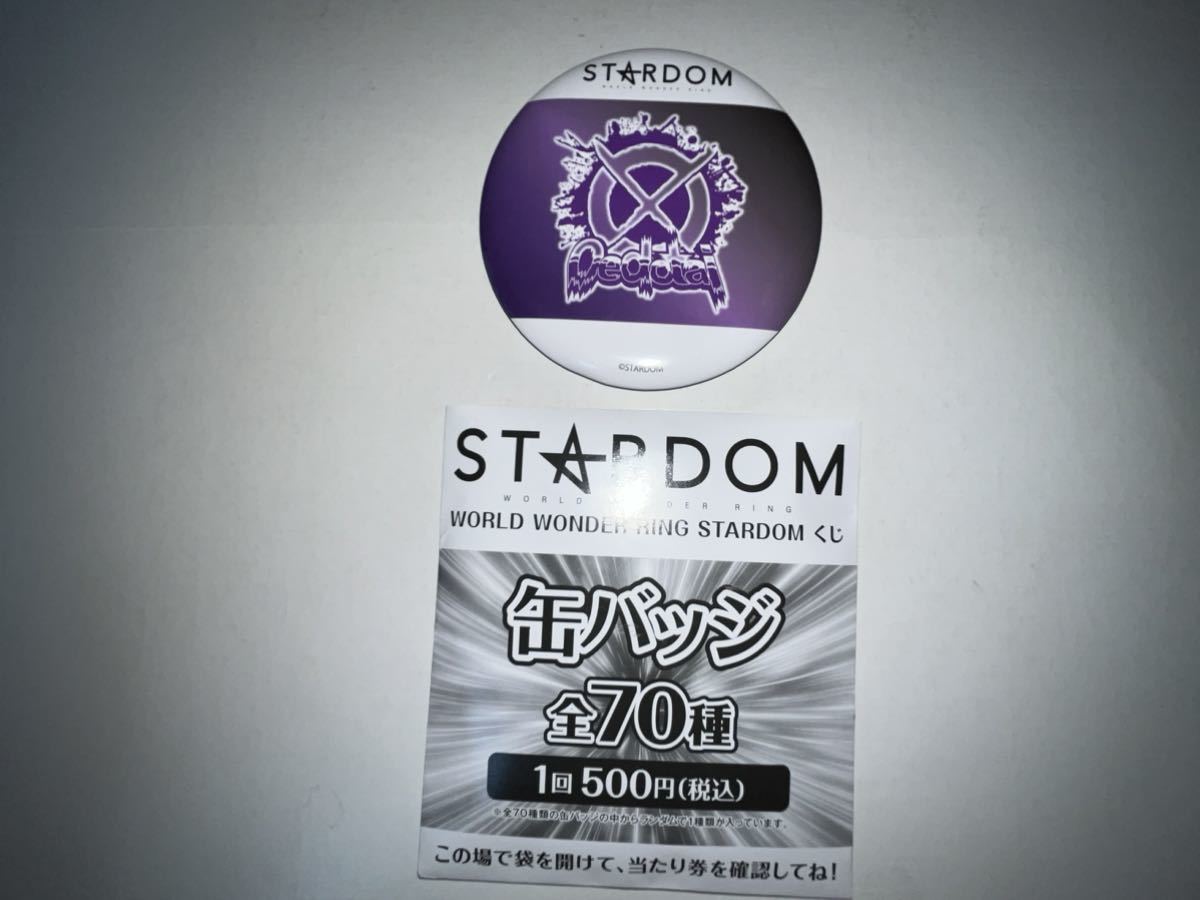 STARDOM
WORLD WONDER RING
Oedotai
©STARDOM
STARDOM
WORLD WONDER RING
WORLD WONDER RING STARDOM くじ
缶バッジ
全70種
1回 500円(税込)
※全70種類の缶バッジの中からランダムで1種類が入っています。
この場で袋を開けて、当たり券を確認してね!